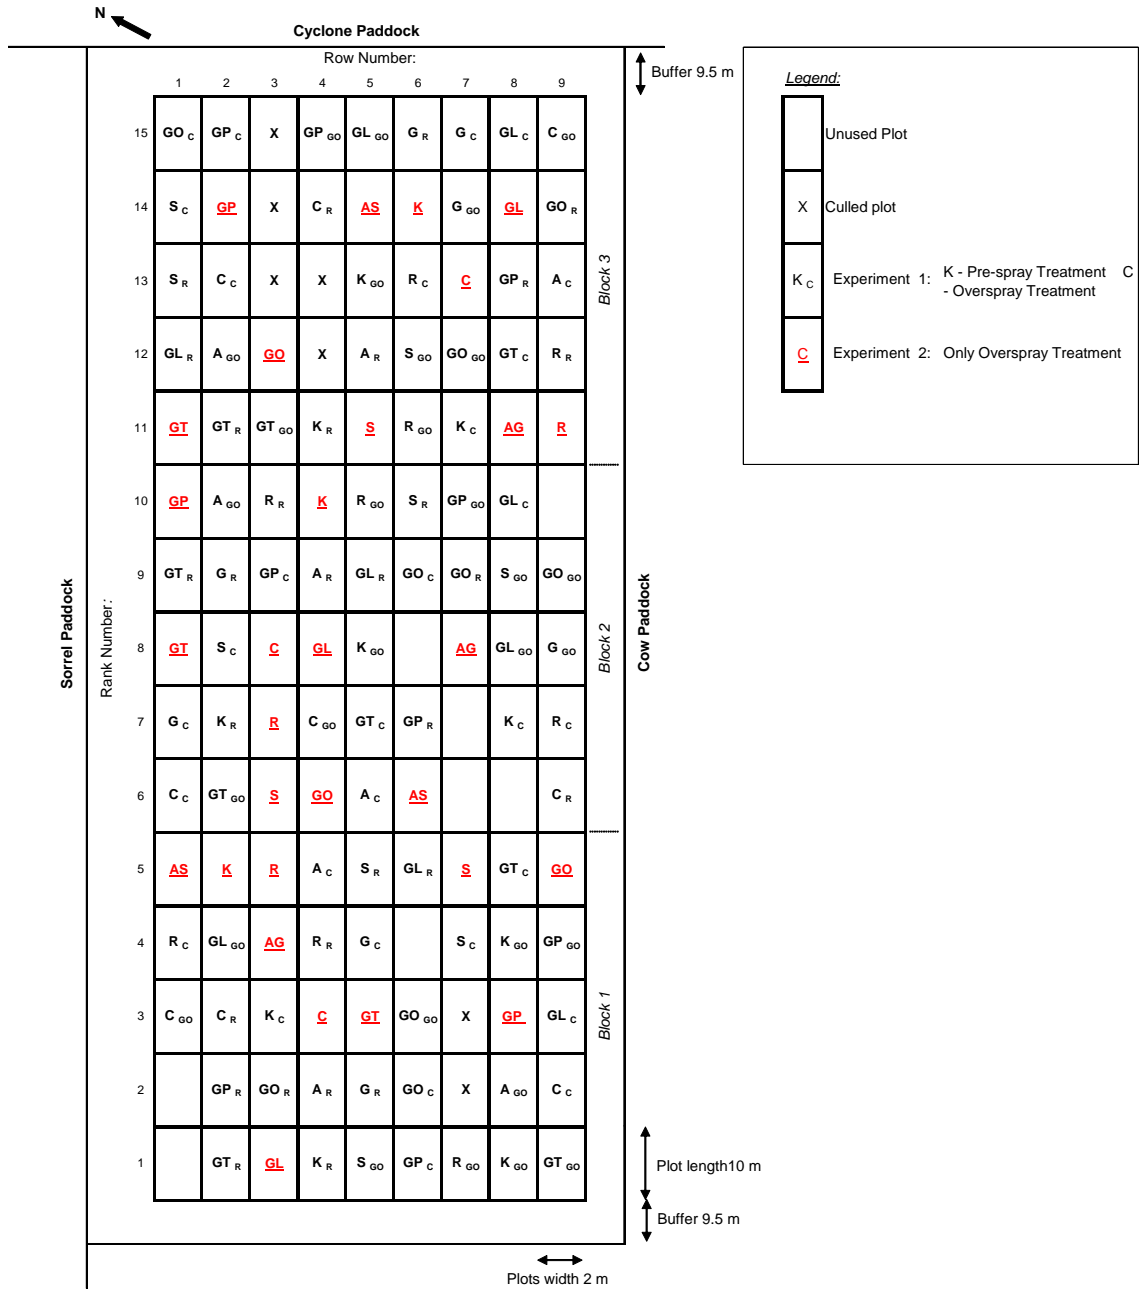 N
Cyclone Paddock
Row Number:
Buffer 9.5 m
1 2 3 4 5 6 7 8 9
15 GO C GP C X GP GO GL GO G R G C GL C C GO
14 S C GP X C R AS K G GO GL GO R
13 S R C C X X K GO R C C GP R A C
12 GL R A GO GO X A R S GO GO GO GT C R R
11 GT GT R GT GO K R S R GO K C AG R
10 GP A GO R R K R GO S R GP GO GL C
9 GT R G R GP C A R GL R GO C GO R S GO GO GO
8 GT S C C GL K GO AG GL GO G GO
7 G C K R R C GO GT C GP R K C R C
6 C C GT GO S GO A C AS C R
5 AS K R A C S R GL R S GT C GO
4 R C GL GO AG R R G C S C K GO GP GO
3 C GO C R K C C GT GO GO X GP GL C
2 GP R GO R A R G R GO C X A GO C C
1 GT R GL K R S GO GP C R GO K GO GT GO
Block 3
Block 2
Block 1
Sorrel Paddock
Rank Number:
Cow Paddock
Plot length10 m
Buffer 9.5 m
Plots width 2 m
Legend:
Unused Plot
X Culled plot
K C Experiment 1: K - Pre-spray Treatment C
- Overspray Treatment
C Experiment 2: Only Overspray Treatment